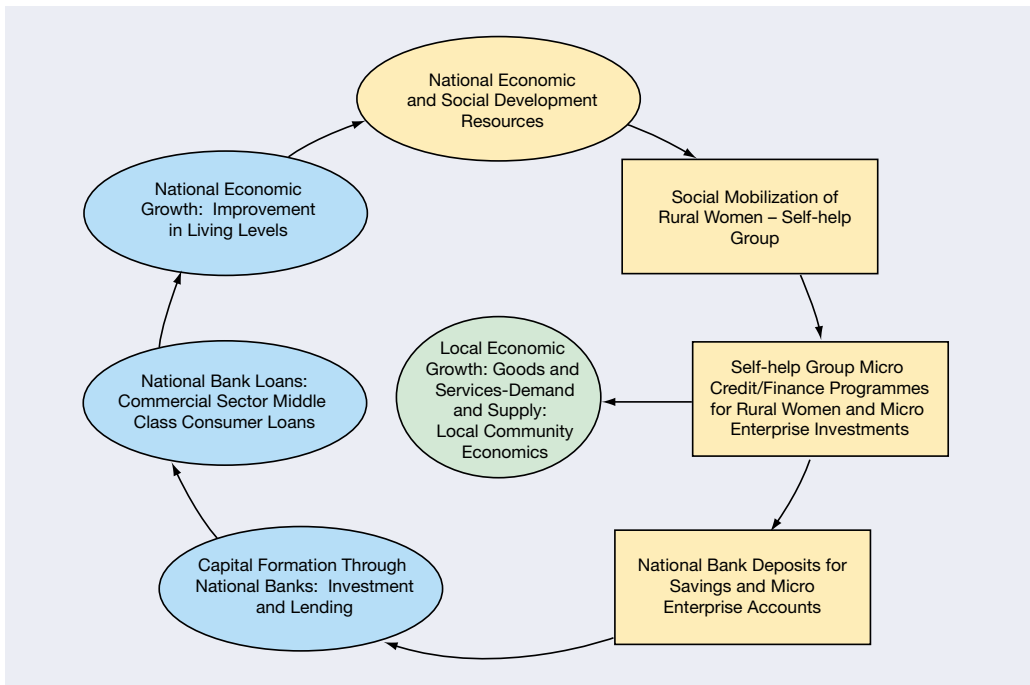 National Economic
and Social Development
Resources
Social Mobilization of
Rural Women – Self-help
Group
Self-help Group Micro
Credit/Finance Programmes
for Rural Women and Micro
Enterprise Investments
National Bank Deposits for
Savings and Micro
Enterprise Accounts
Capital Formation Through
National Banks: Investment
and Lending
National Bank Loans:
Commercial Sector Middle
Class Consumer Loans
National Economic
Growth: Improvement
in Living Levels
Local Economic
Growth: Goods and
Services-Demand
and Supply:
Local Community
Economics